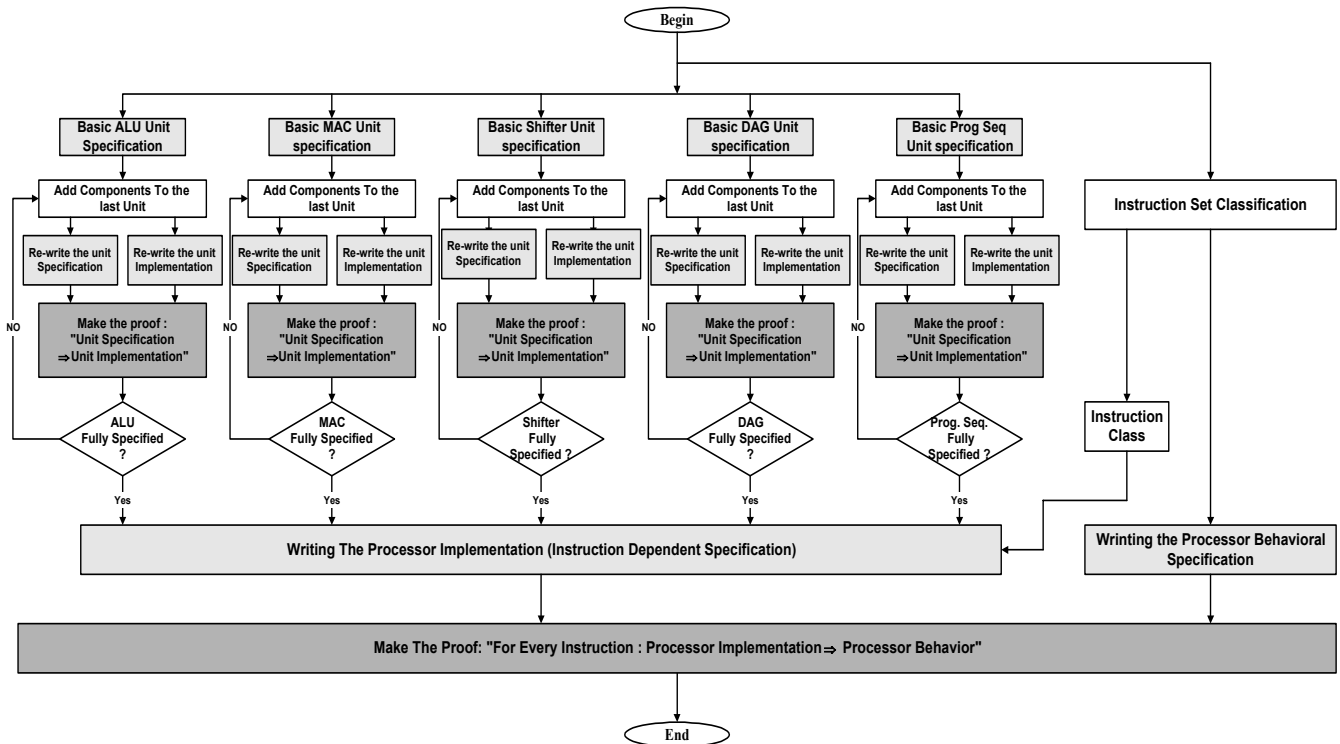 Begin
Basic ALU Unit
Specification
Basic MAC Unit
specification
Basic Shifter Unit
specification
Basic DAG Unit
specification
Basic Prog Seq
Unit specification
Add Components To the
last Unit
Add Components To the
last Unit
Add Components To the
last Unit
Add Components To the
last Unit
Add Components To the
last Unit
Instruction Set Classification
Re-write the unit
Specification
Re-write the unit
Implementation
Re-write the unit
Specification
Re-write the unit
Implementation
Re-write the unit
Specification
Re-write the unit
Implementation
Re-write the unit
Specification
Re-write the unit
Implementation
Re-write the unit
Specification
Re-write the unit
Implementation
NO
Make the proof :
"Unit Specification
⇒Unit Implementation"
NO
Make the proof :
"Unit Specification
⇒Unit Implementation"
NO
Make the proof :
"Unit Specification
⇒Unit Implementation"
NO
Make the proof :
"Unit Specification
⇒Unit Implementation"
NO
Make the proof :
"Unit Specification
⇒Unit Implementation"
ALU
Fully Specified
?
MAC
Fully Specified
?
Shifter
Fully
Specified ?
DAG
Fully Specified
?
Prog. Seq.
Fully
Specified ?
Instruction
Class
Yes
Yes
Yes
Yes
Yes
Writing The Processor Implementation (Instruction Dependent Specification)
Wrinting the Processor Behavioral
Specification
Make The Proof: "For Every Instruction : Processor Implementation ⇒ Processor Behavior"
End